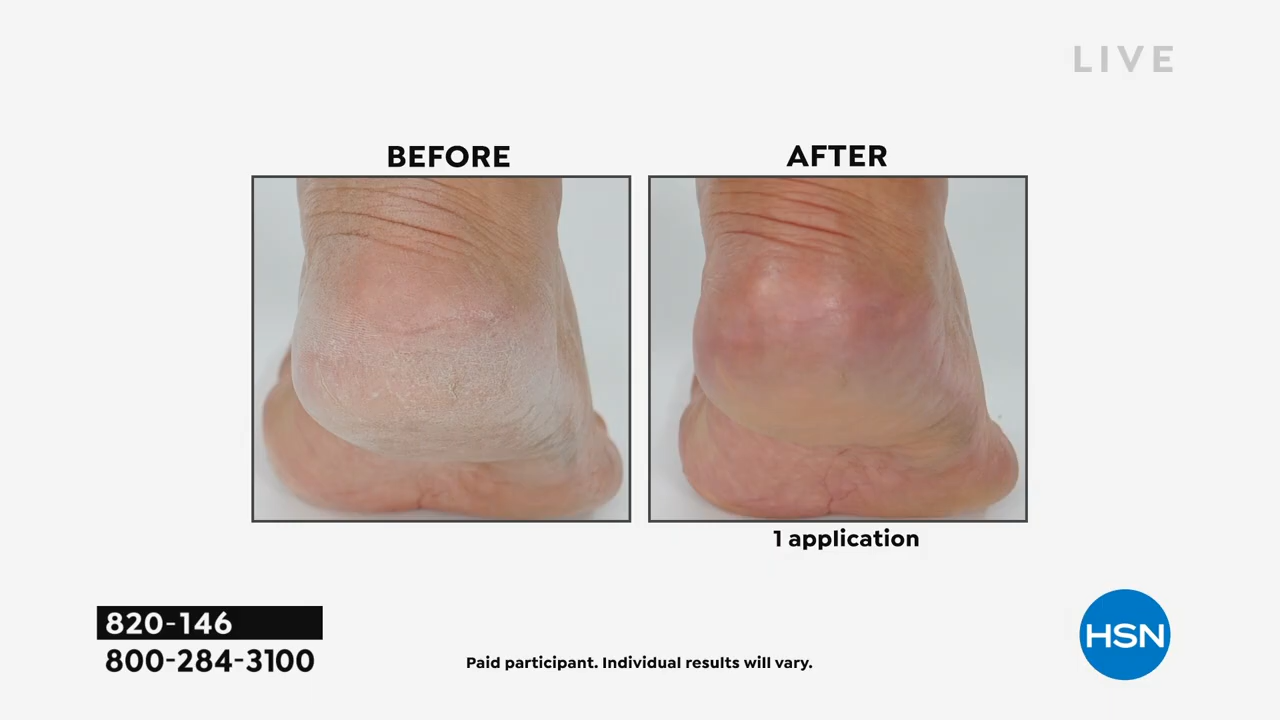 LIVE
BEFORE
AFTER
1 application
820-146
800-284-3100
Paid participant. Individual results will vary.
HSN